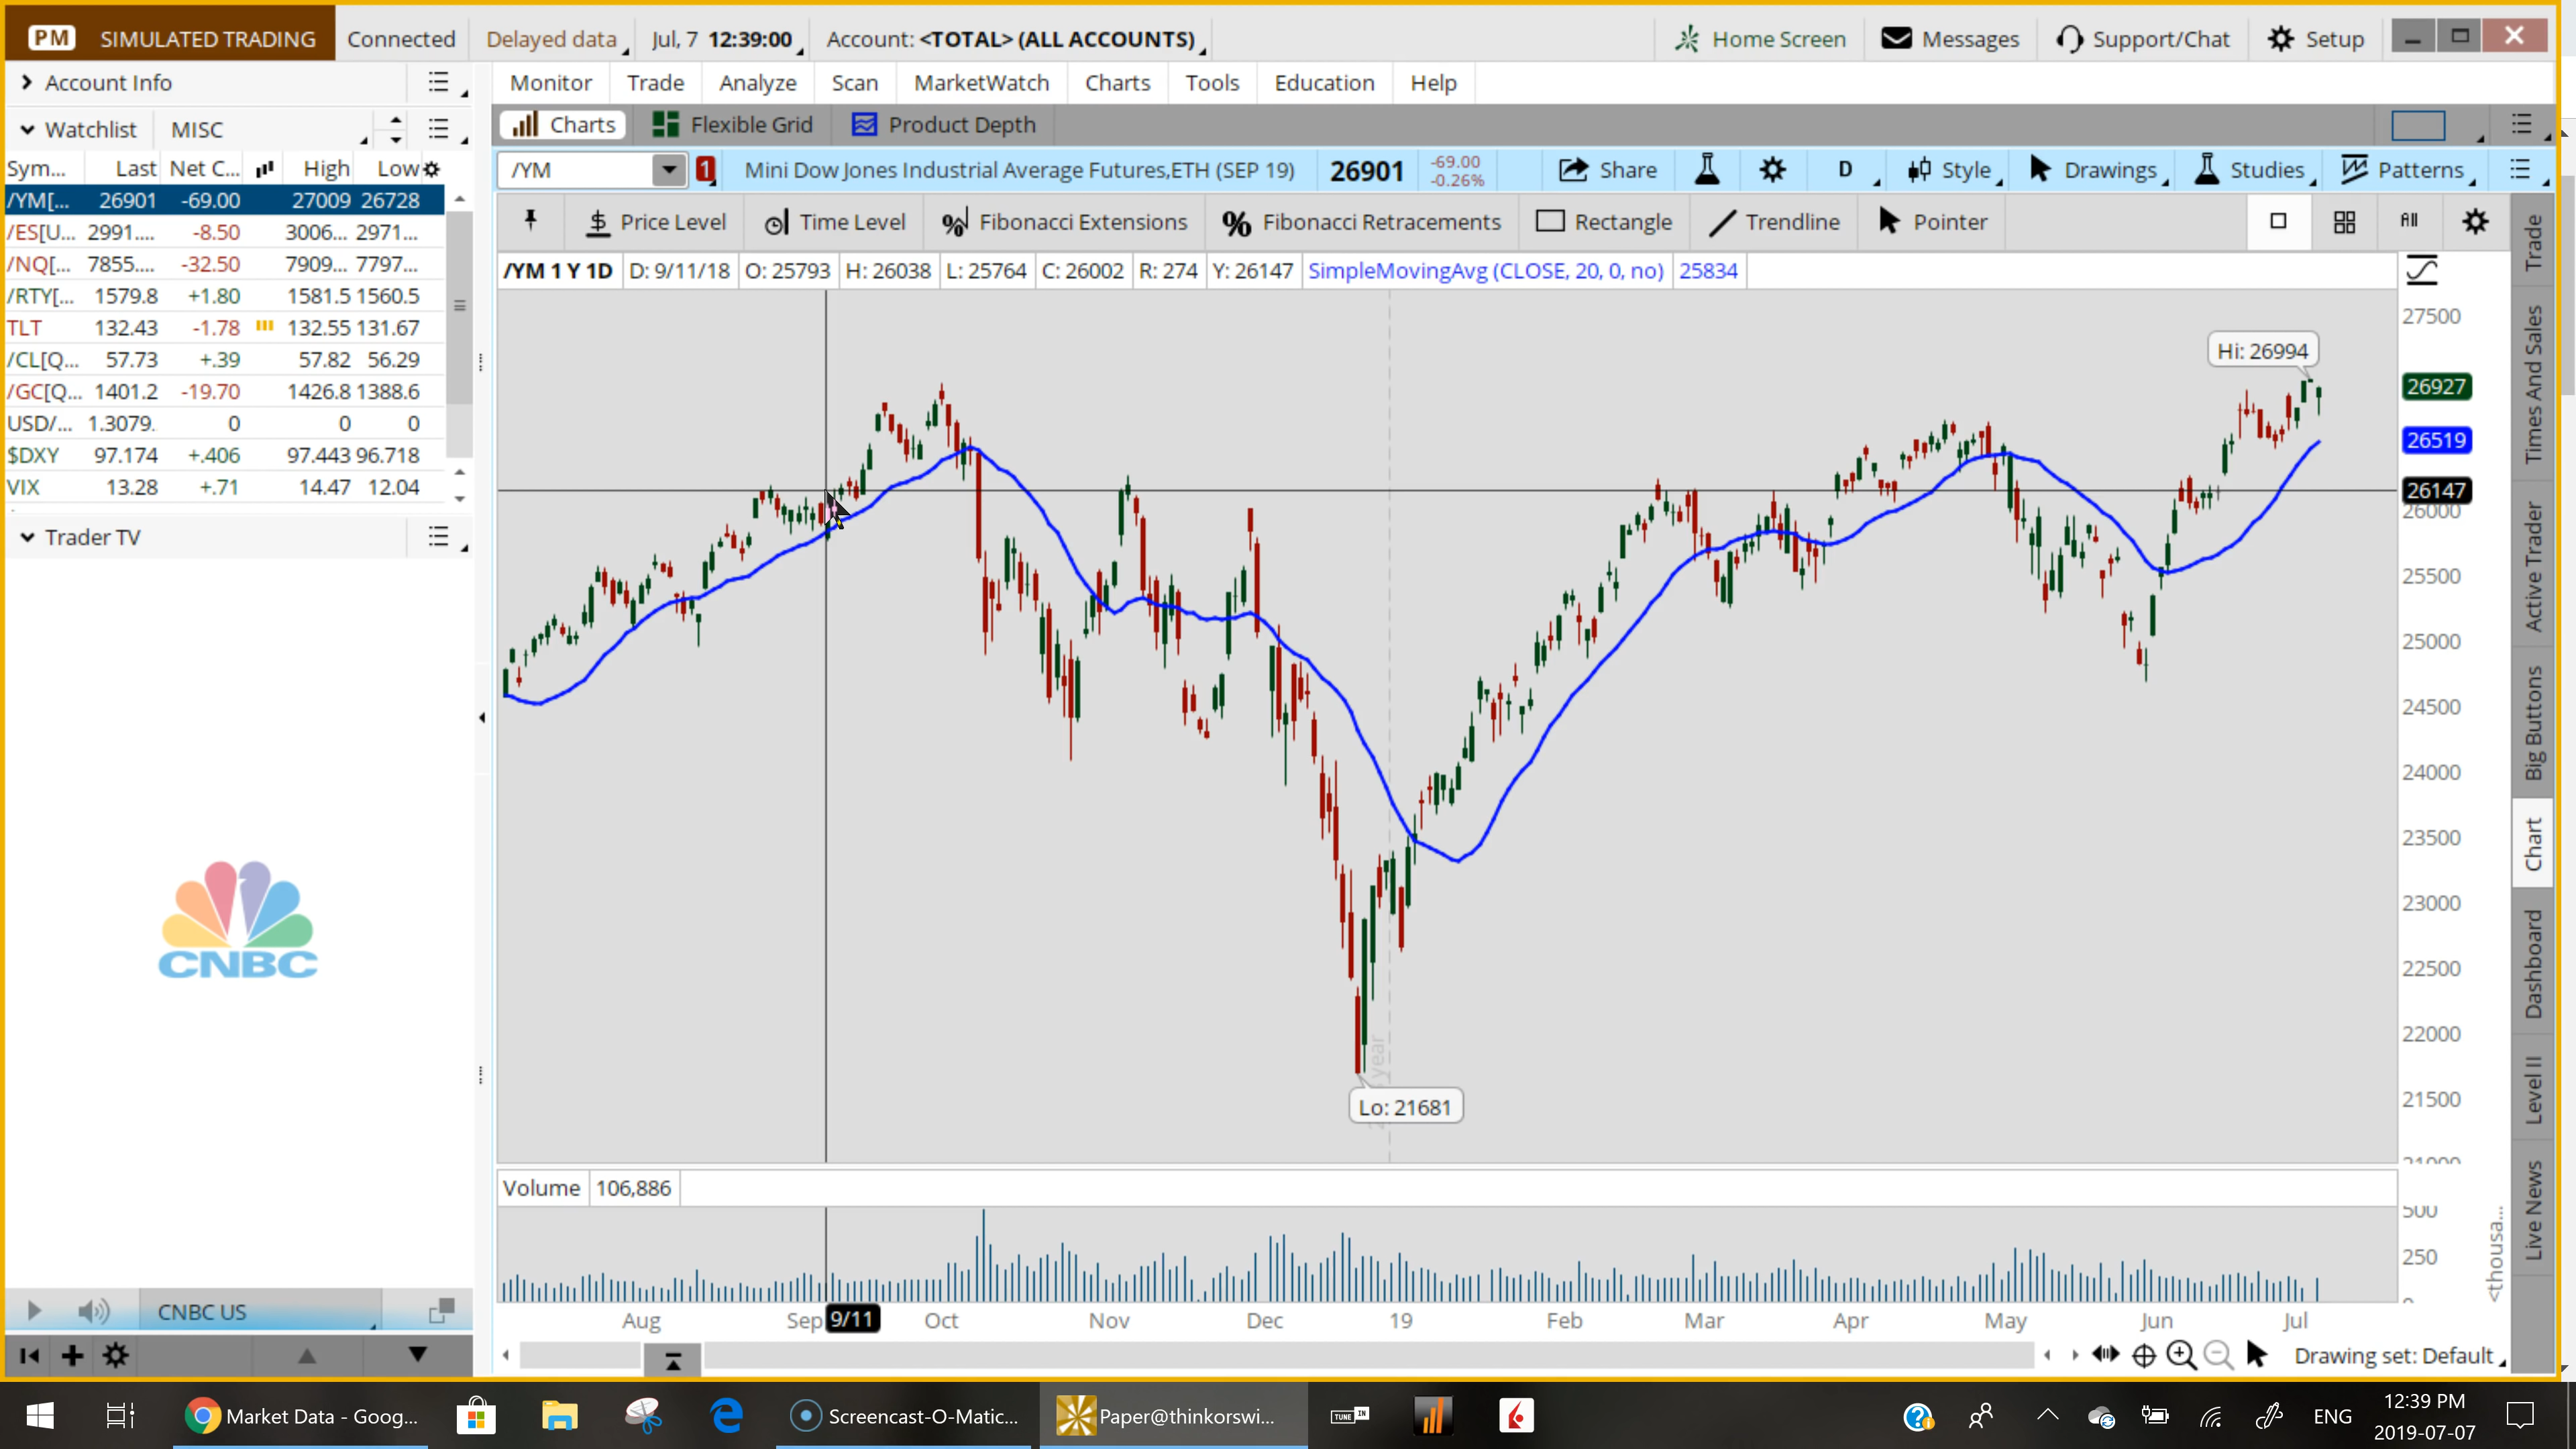 PM SIMULATED TRADING Connected Delayed data Jul, 7 12:39:00 Account: <TOTAL> (ALL ACCOUNTS) Home Screen Messages Support/Chat Setup
Account Info
Monitor Trade Analyze Scan MarketWatch Charts Tools Education Help
Watchlist MISC
Charts Flexible Grid Product Depth
Sym... Last Net C... High Low
/YM 1 Mini Dow Jones Industrial Average Futures,ETH (SEP 19) 26901 -69.00 -0.26% Share D Style Drawings Studies Patterns
/YM[... 26901 -69.00 27009 26728
/ES[U... 2991.... -8.50 3006... 2971...
/NQ[... 7855.... -32.50 7909... 7797...
/RTY[... 1579.8 +1.80 1581.5 1560.5
TLT 132.43 -1.78 132.55 131.67
/CL[Q... 57.73 +.39 57.82 56.29
/GC[Q... 1401.2 -19.70 1426.8 1388.6
USD/... 1.3079. 0 0 0
$DXY 97.174 +.406 97.443 96.718
VIX 13.28 +.71 14.47 12.04
Trader TV
CNBC
CNBC US
$ Price Level Time Level % Fibonacci Extensions % Fibonacci Retracements Rectangle Trendline Pointer All
/YM 1 Y 1D D: 9/11/18 O: 25793 H: 26038 L: 25764 C: 26002 R: 274 Y: 26147 SimpleMovingAvg (CLOSE, 20, 0, no) 25834
27500
Hi: 26994
26927
26519
26147
26000
25500
25000
24500
24000
23500
23000
22500
22000
21500
21000
year
Lo: 21681
Volume 106,886
500
250
0
<thousa...
Aug Sep 9/11 Oct Nov Dec 19 Feb Mar Apr May Jun Jul
Drawing set: Default
Trade
Times And Sales
Active Trader
Big Buttons
Chart
Dashboard
Level II
Live News
Market Data - Goog...
Screencast-O-Matic...
Paper@thinkorswi...
TUNE IN
ENG
12:39 PM
2019-07-07